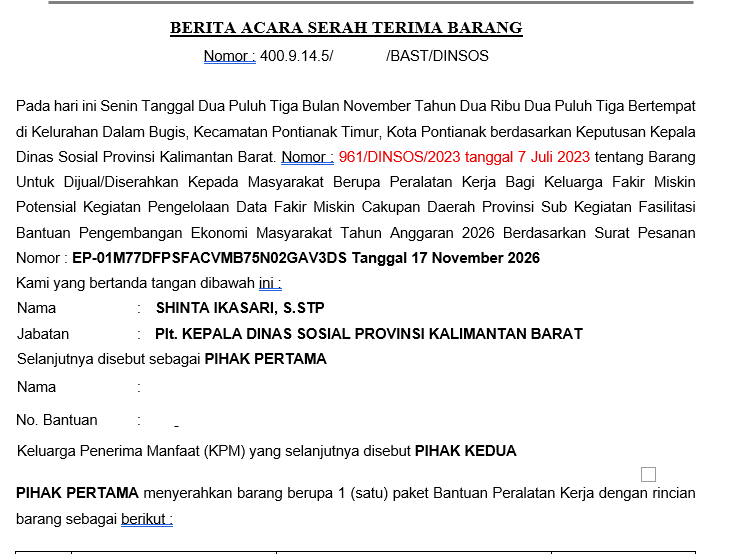 BERITA ACARA SERAH TERIMA BARANG
Nomor : 400.9.14.5/ /BAST/DINSOS
Pada hari ini Senin Tanggal Dua Puluh Tiga Bulan November Tahun Dua Ribu Dua Puluh Tiga Bertempat
di Kelurahan Dalam Bugis, Kecamatan Pontianak Timur, Kota Pontianak berdasarkan Keputusan Kepala
Dinas Sosial Provinsi Kalimantan Barat. Nomor : 961/DINSOS/2023 tanggal 7 Juli 2023 tentang Barang
Untuk Dijual/Diserahkan Kepada Masyarakat Berupa Peralatan Kerja Bagi Keluarga Fakir Miskin
Potensial Kegiatan Pengelolaan Data Fakir Miskin Cakupan Daerah Provinsi Sub Kegiatan Fasilitasi
Bantuan Pengembangan Ekonomi Masyarakat Tahun Anggaran 2026 Berdasarkan Surat Pesanan
Nomor : EP-01M77DFPSFACVMB75N02GAV3DS Tanggal 17 November 2026
Kami yang bertanda tangan dibawah ini :
Nama : SHINTA IKASARI, S.STP
Jabatan : Plt. KEPALA DINAS SOSIAL PROVINSI KALIMANTAN BARAT
Selanjutnya disebut sebagai PIHAK PERTAMA
Nama :
No. Bantuan : -
Keluarga Penerima Manfaat (KPM) yang selanjutnya disebut PIHAK KEDUA
PIHAK PERTAMA menyerahkan barang berupa 1 (satu) paket Bantuan Peralatan Kerja dengan rincian
barang sebagai berikut :